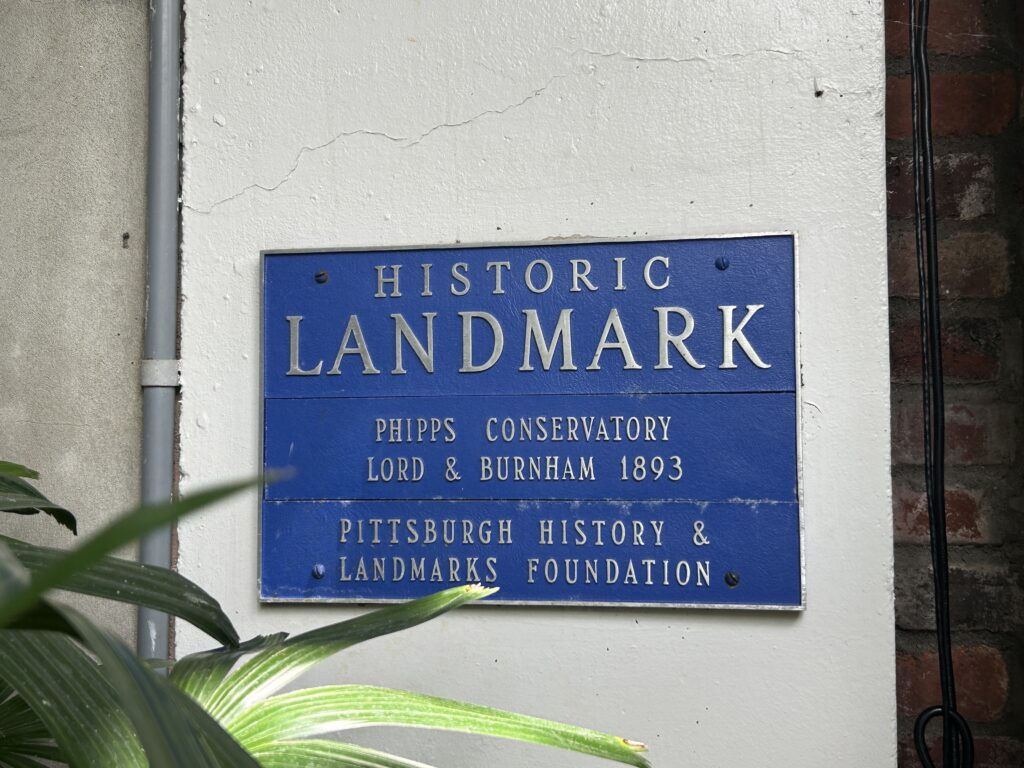 HISTORIC
LANDMARK
PHIPPS CONSERVATORY
LORD & BURNHAM 1893
PITTSBURGH HISTORY &
LANDMARKS FOUNDATION